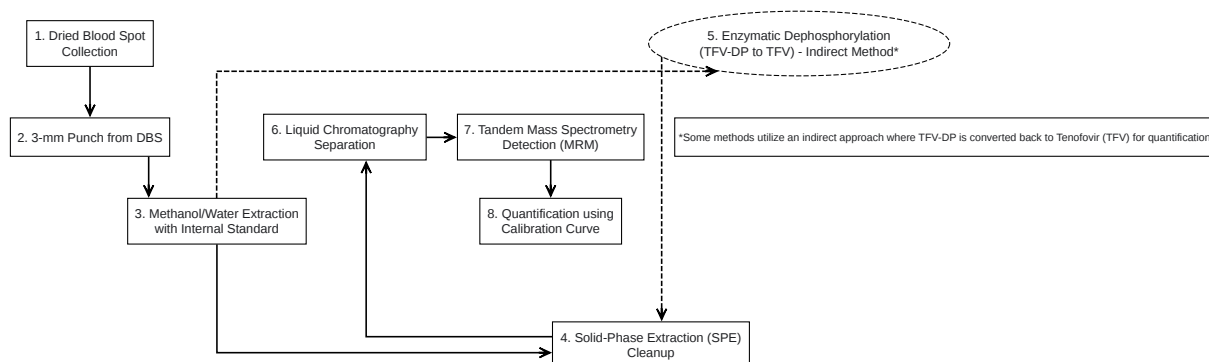 1. Dried Blood Spot
Collection
2. 3-mm Punch from DBS
3. Methanol/Water Extraction
with Internal Standard
4. Solid-Phase Extraction (SPE)
Cleanup
5. Enzymatic Dephosphorylation
(TFV-DP to TFV) - Indirect Method*
6. Liquid Chromatography
Separation
7. Tandem Mass Spectrometry
Detection (MRM)
8. Quantification using
Calibration Curve
*Some methods utilize an indirect approach where TFV-DP is converted back to Tenofovir (TFV) for quantification